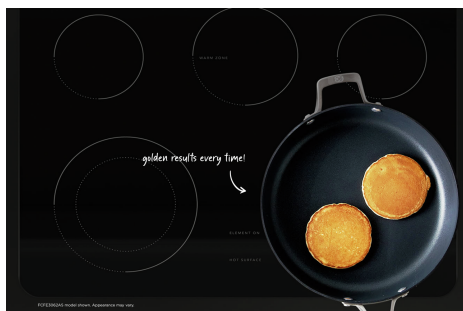 WARM ZONE
golden results every time!
ELEMENT ON
HOT SURFACE
FCFE3062AS model shown. Appearance may vary.